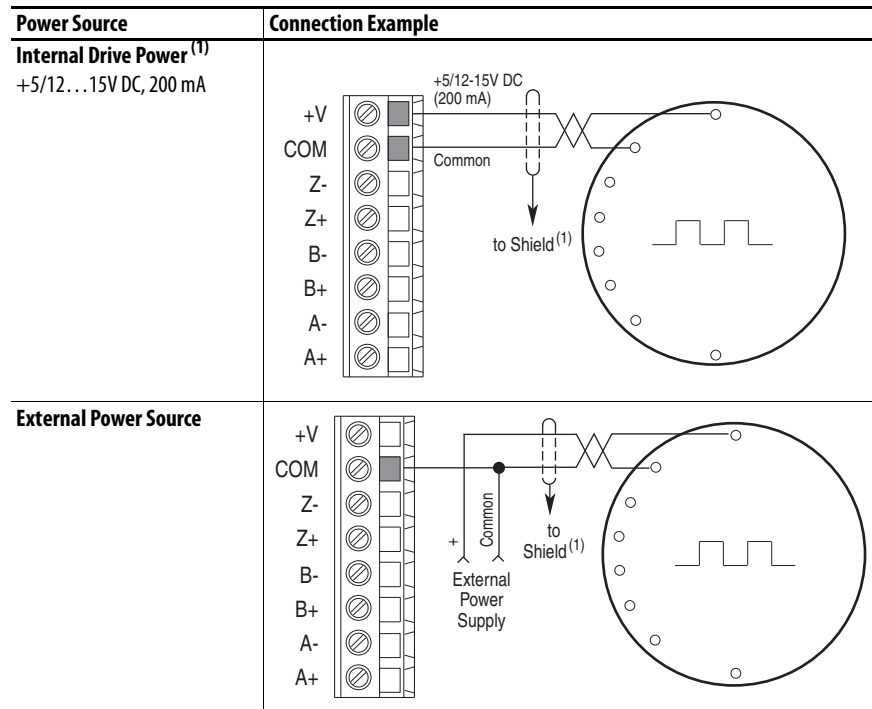 Power Source
Connection Example
Internal Drive Power (1)
+5/12…15V DC, 200 mA
+5/12-15V DC
(200 mA)
+V
COM
Common
Z-
Z+
to Shield (1)
B-
B+
A-
A+
External Power Source
+V
COM
Z-
Z+
B-
B+
A-
A+
+
Common
to
Shield (1)
External
Power
Supply